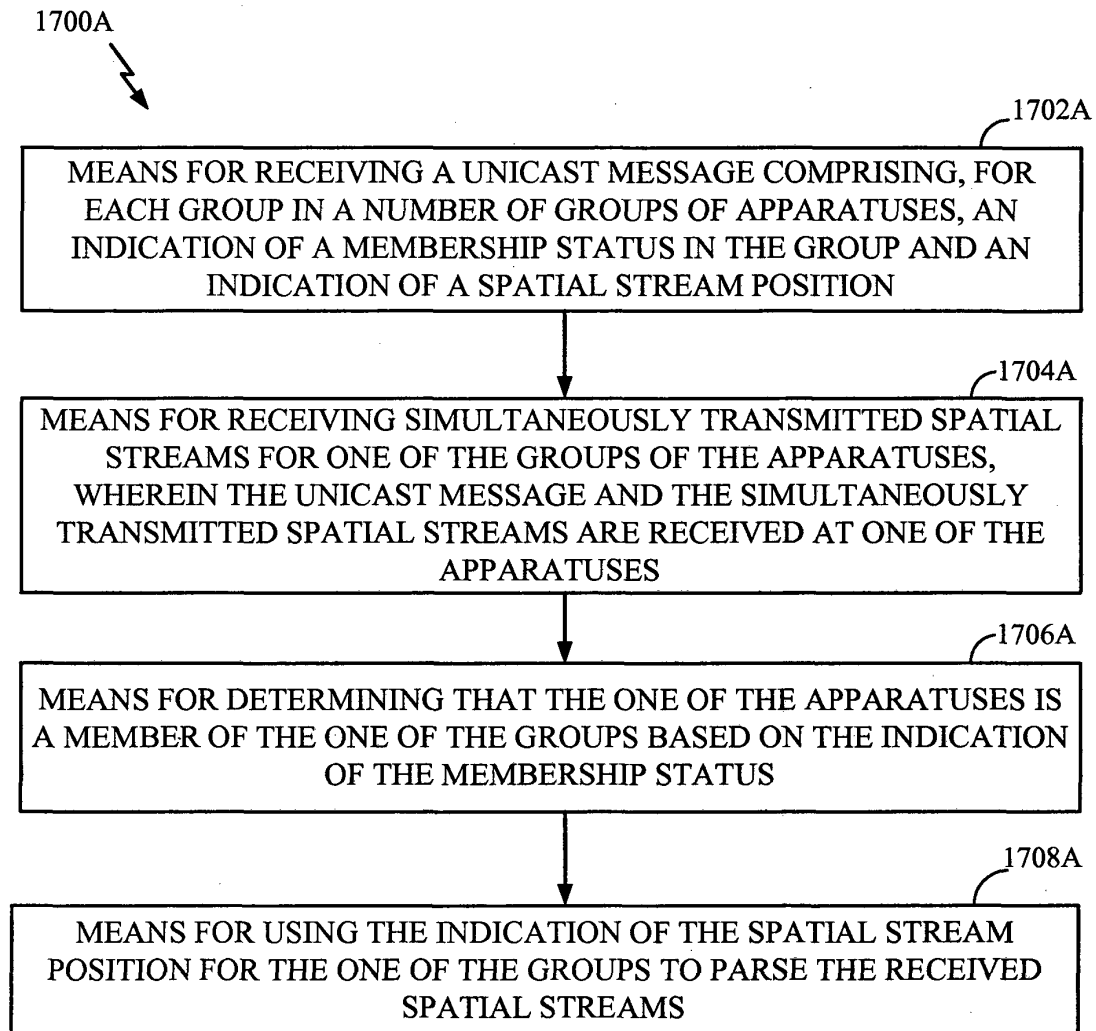 1700A
1702A
MEANS FOR RECEIVING A UNICAST MESSAGE COMPRISING, FOR
EACH GROUP IN A NUMBER OF GROUPS OF APPARATUSES, AN
INDICATION OF A MEMBERSHIP STATUS IN THE GROUP AND AN
INDICATION OF A SPATIAL STREAM POSITION
1704A
MEANS FOR RECEIVING SIMULTANEOUSLY TRANSMITTED SPATIAL
STREAMS FOR ONE OF THE GROUPS OF THE APPARATUSES,
WHEREIN THE UNICAST MESSAGE AND THE SIMULTANEOUSLY
TRANSMITTED SPATIAL STREAMS ARE RECEIVED AT ONE OF THE
APPARATUSES
1706A
MEANS FOR DETERMINING THAT THE ONE OF THE APPARATUSES IS
A MEMBER OF THE ONE OF THE GROUPS BASED ON THE INDICATION
OF THE MEMBERSHIP STATUS
1708A
MEANS FOR USING THE INDICATION OF THE SPATIAL STREAM
POSITION FOR THE ONE OF THE GROUPS TO PARSE THE RECEIVED
SPATIAL STREAMS